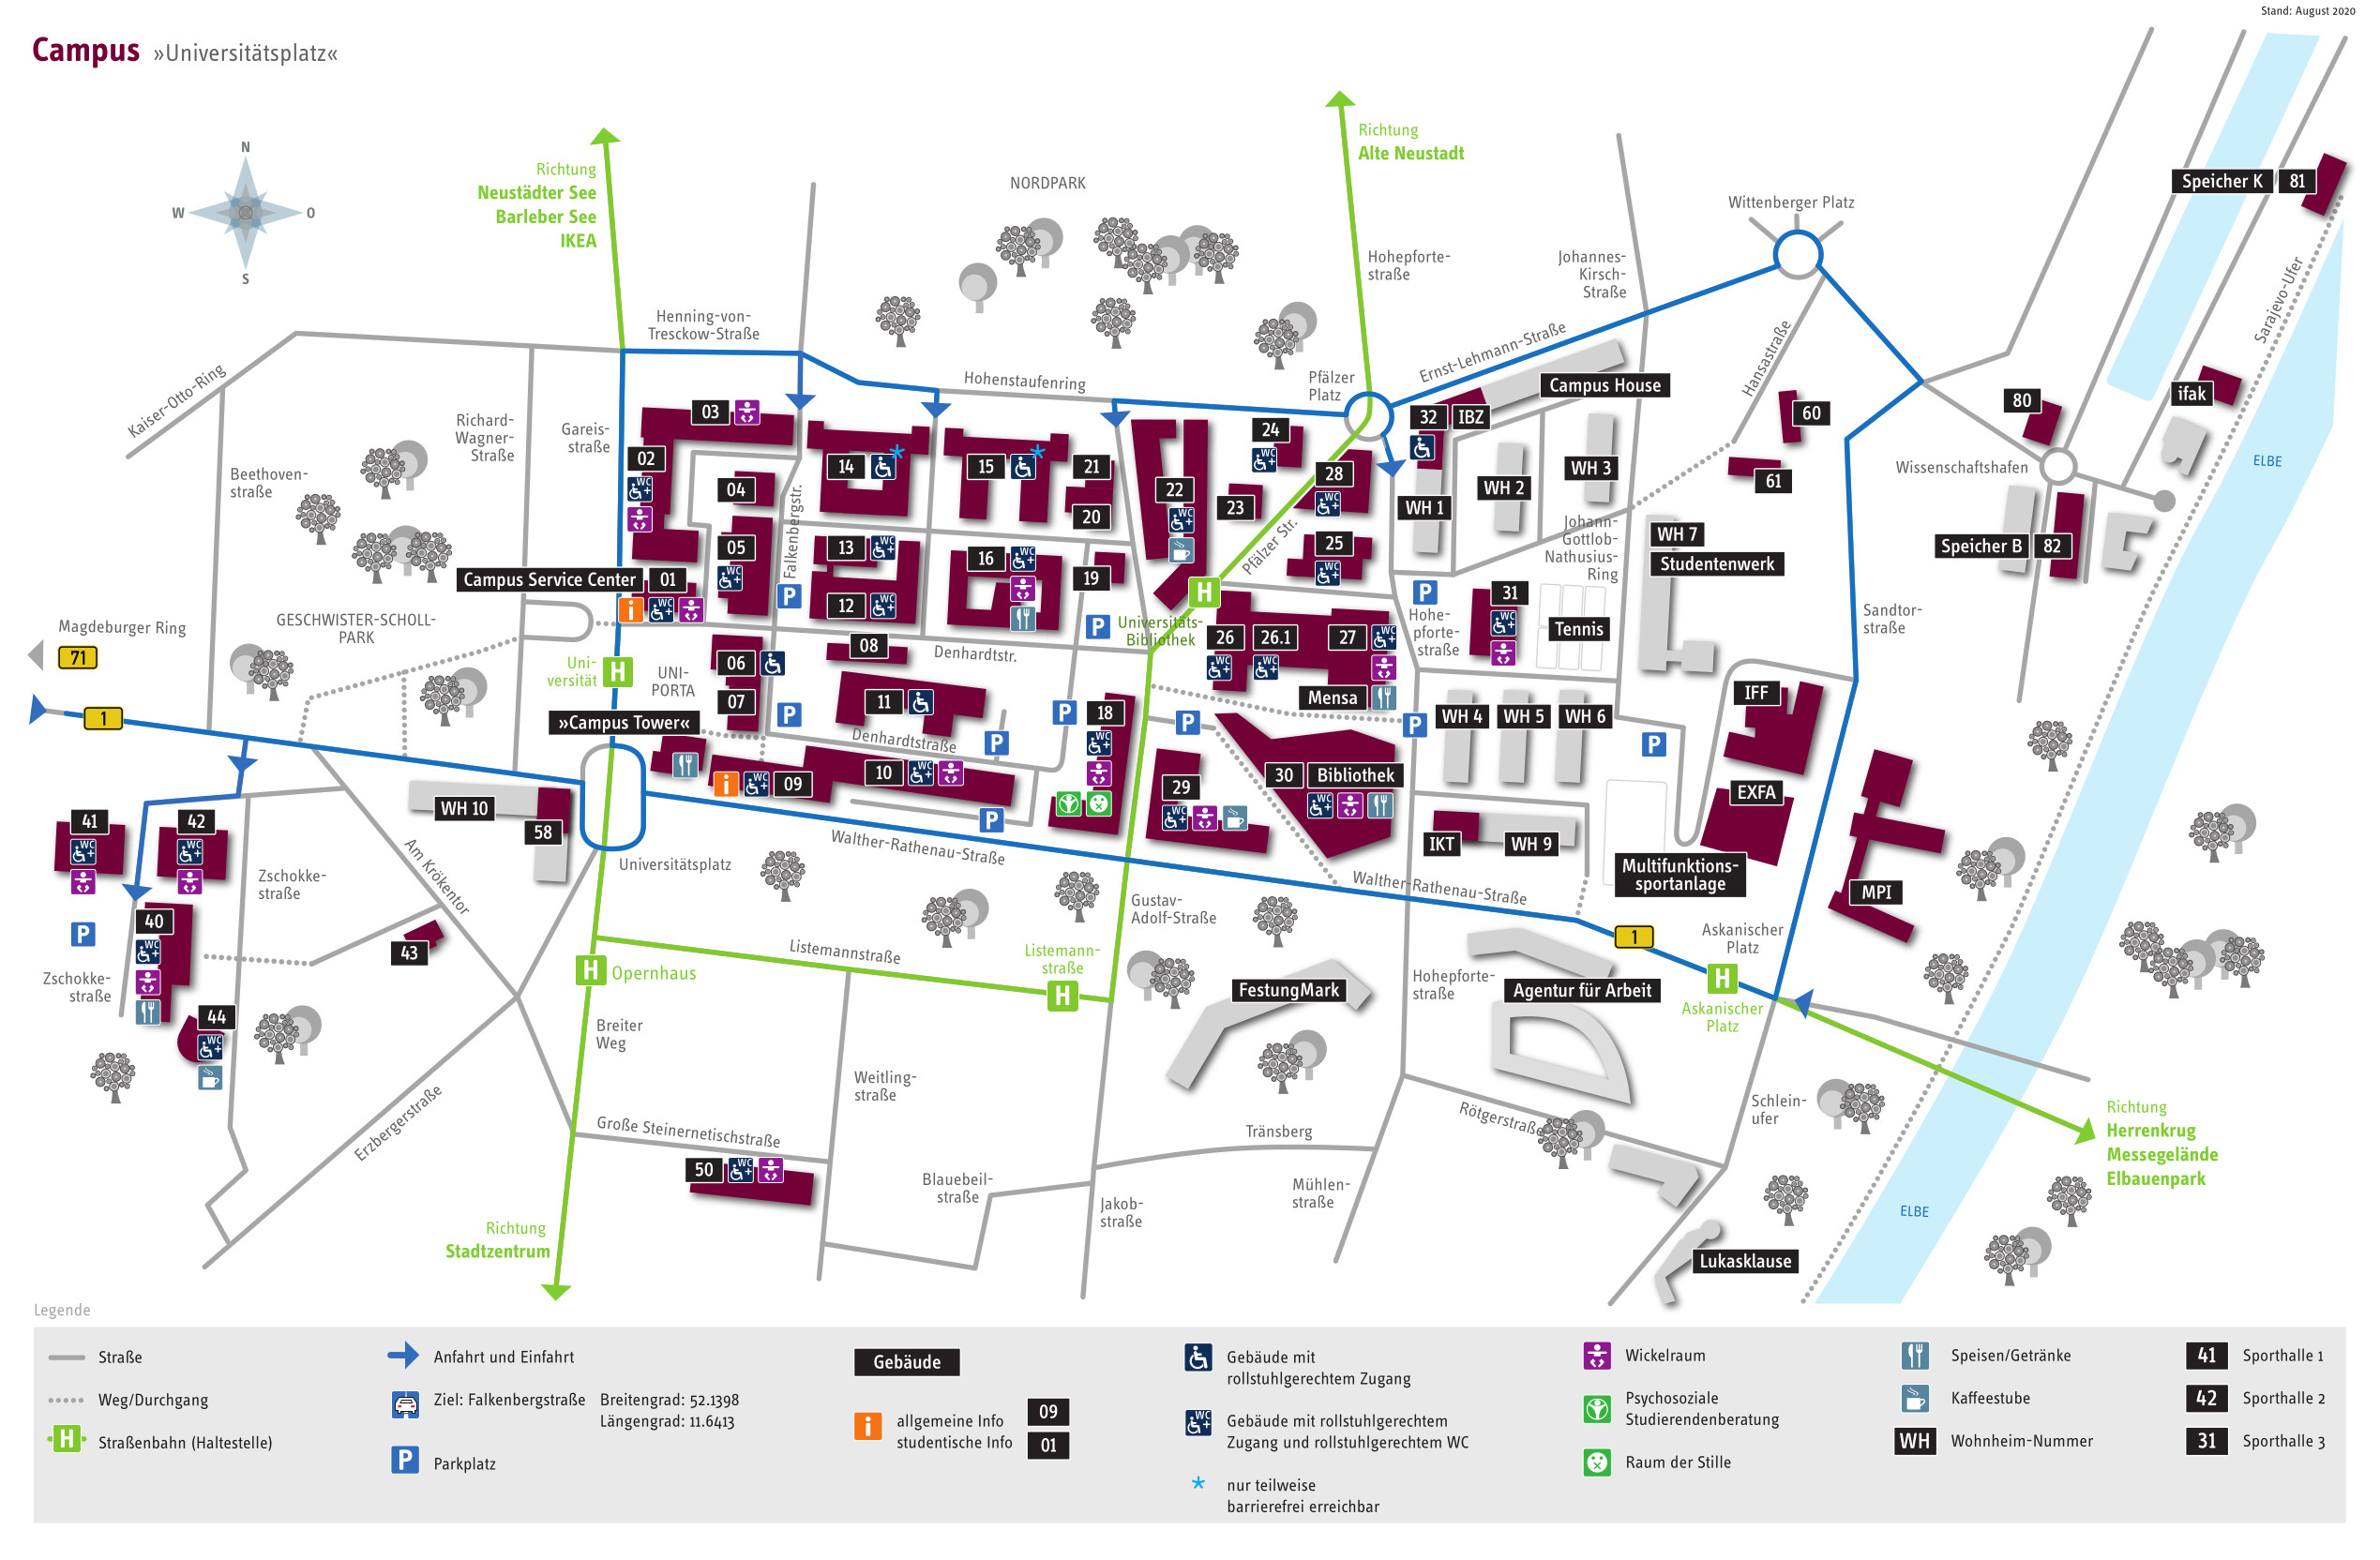 Stand: August 2020
Campus »Universitätsplatz«
N
W
O
S
Richtung
Neustädter See
Barleber See
IKEA
Richtung
Alte Neustadt
NORDPARK
Wittenberger Platz
Speicher K
81
Sarajevo-Ufer
Hohepforte-
straße
Johannes-
Kirsch-
Straße
Henning-von-
Tresckow-Straße
Kaiser-Otto-Ring
Hohenstaufenring
Pfälzer
Platz
Ernst-Lehmann-Straße
Campus House
Hansastraße
ifak
80
60
61
Wissenschaftshafen
ELBE
Richard-
Wagner-
Straße
Gareis-
straße
Beethoven-
straße
03
02
04
05
Falkenbergstr.
14
*
15
*
21
20
22
23
24
28
25
32
IBZ
WH 1
WH 2
WH 3
Johann-
Gottlob-
Nathusius-
Ring
WH 7
Studentenwerk
Speicher B
82
Sandtor-
straße
Campus Service Center
01
13
12
16
19
H
Pfälzer Str.
Universitäts-
Bibliothek
26
26.1
27
Mensa
Hohe-
pforte-
straße
31
Tennis
GESCHWISTER-SCHOLL-
PARK
Magdeburger Ring
71
1
Uni-
versität
H
UNI-
PORTA
06
07
08
Denhardtstr.
11
Denhardtstraße
18
»Campus Tower«
09
10
29
30
Bibliothek
WH 4
WH 5
WH 6
IFF
EXFA
IKT
WH 9
Multifunktions-
sportanlage
MPI
WH 10
58
41
42
40
43
44
Zschokke-
straße
Zschokke-
straße
Am Krökentor
Universitätsplatz
Walther-Rathenau-Straße
Walther-Rathenau-Straße
1
Askanischer
Platz
H
Askanischer
Platz
Gustav-
Adolf-Straße
Listemannstraße
Listemann-
straße
H
H
Opernhaus
FestungMark
Hohepforte-
straße
Agentur für Arbeit
Breiter
Weg
Weitling-
straße
Erzbergerstraße
Große Steinernetischstraße
50
Blauebeil-
straße
Jakob-
straße
Tränsberg
Mühlen-
straße
Rötgerstraße
Schlein-
ufer
Lukasklause
ELBE
Richtung
Stadtzentrum
Richtung
Herrenkrug
Messegelände
Elbauenpark
Legende
Straße
Weg/Durchgang
H
Straßenbahn (Haltestelle)
Anfahrt und Einfahrt
Ziel: Falkenbergstraße Breitengrad: 52.1398
Längengrad: 11.6413
P
Parkplatz
Gebäude
i
allgemeine Info 09
studentische Info 01
Gebäude mit
rollstuhlgerechtem Zugang
WC
Gebäude mit rollstuhlgerechtem
Zugang und rollstuhlgerechtem WC
*
nur teilweise
barrierefrei erreichbar
Wickelraum
Psychosoziale
Studierendenberatung
Raum der Stille
Speisen/Getränke
Kaffeestube
WH Wohnheim-Nummer
41 Sporthalle 1
42 Sporthalle 2
31 Sporthalle 3